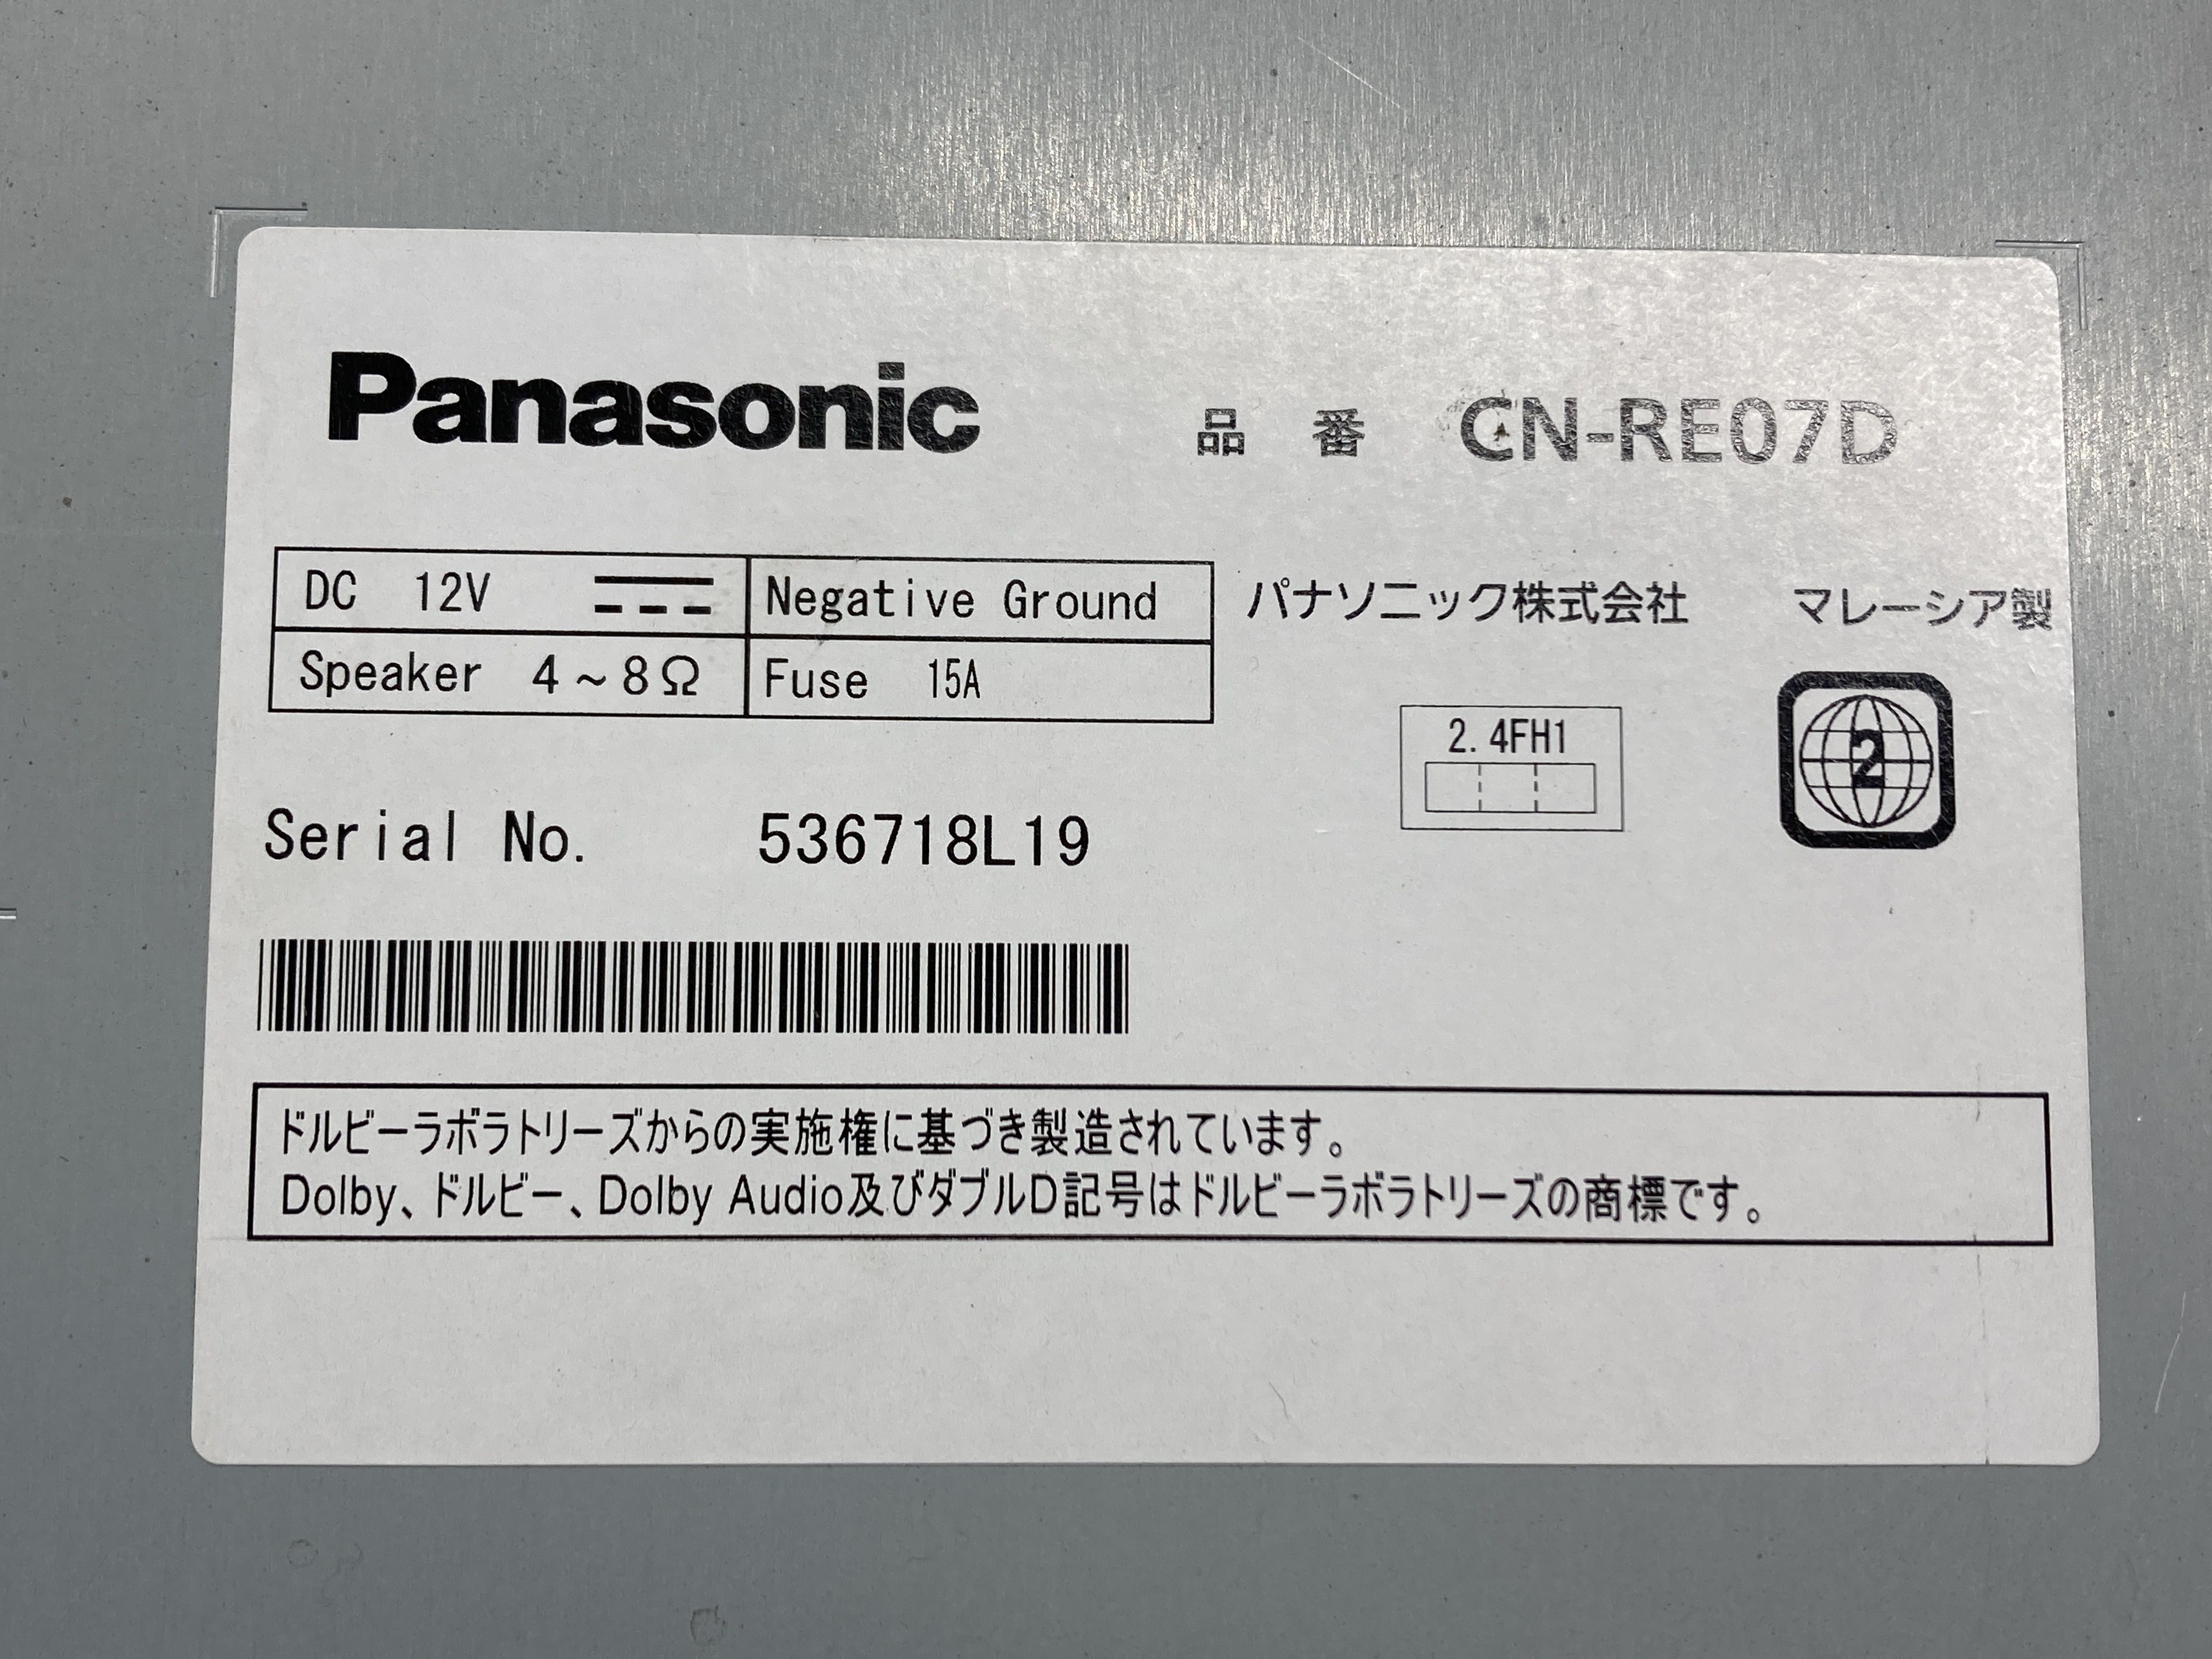 Panasonic 品 番 CN-RE07D
DC 12V Negative Ground
Speaker 4～8Ω Fuse 15A
パナソニック株式会社 マレーシア製
2.4FH1
2
Serial No. 536718L19
ドルビーラボラトリーズからの実施権に基づき製造されています。
Dolby、ドルビー、Dolby Audio及びダブルD記号はドルビーラボラトリーズの商標です。